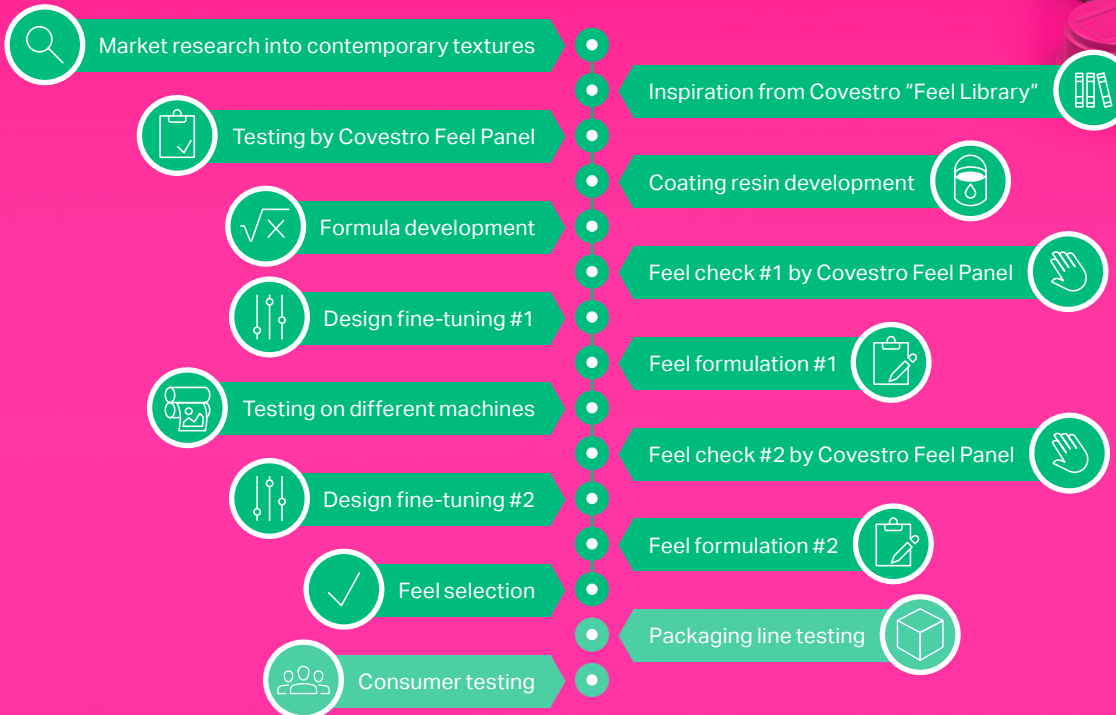 Market research into contemporary textures
Inspiration from Covestro “Feel Library”
Testing by Covestro Feel Panel
Coating resin development
Formula development
Feel check #1 by Covestro Feel Panel
Design fine-tuning #1
Feel formulation #1
Testing on different machines
Feel check #2 by Covestro Feel Panel
Design fine-tuning #2
Feel formulation #2
Feel selection
Packaging line testing
Consumer testing